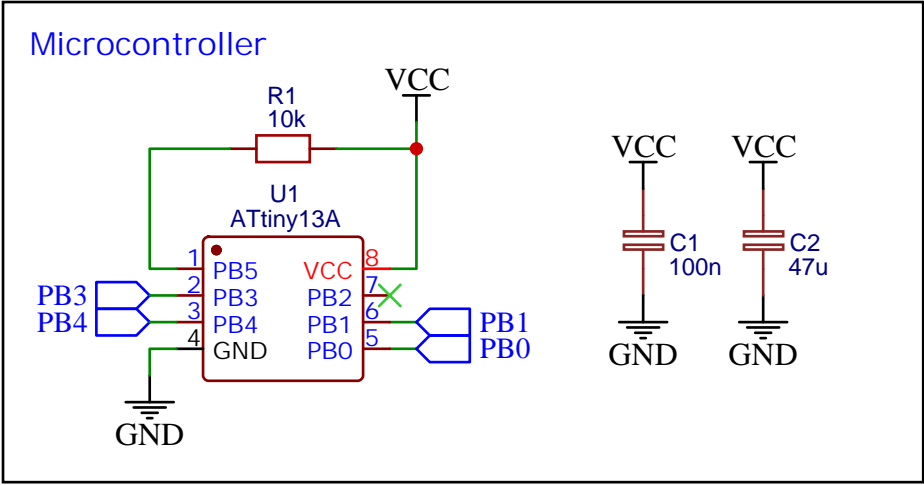 Microcontroller
VCC
R1
10k
U1
ATtiny13A
1 PB5 VCC 8
PB3 2 PB3 PB2 7
PB4 3 PB4 PB1 6 PB1
4 GND PB0 5 PB0
GND
VCC
C1
100n
GND
VCC
C2
47u
GND